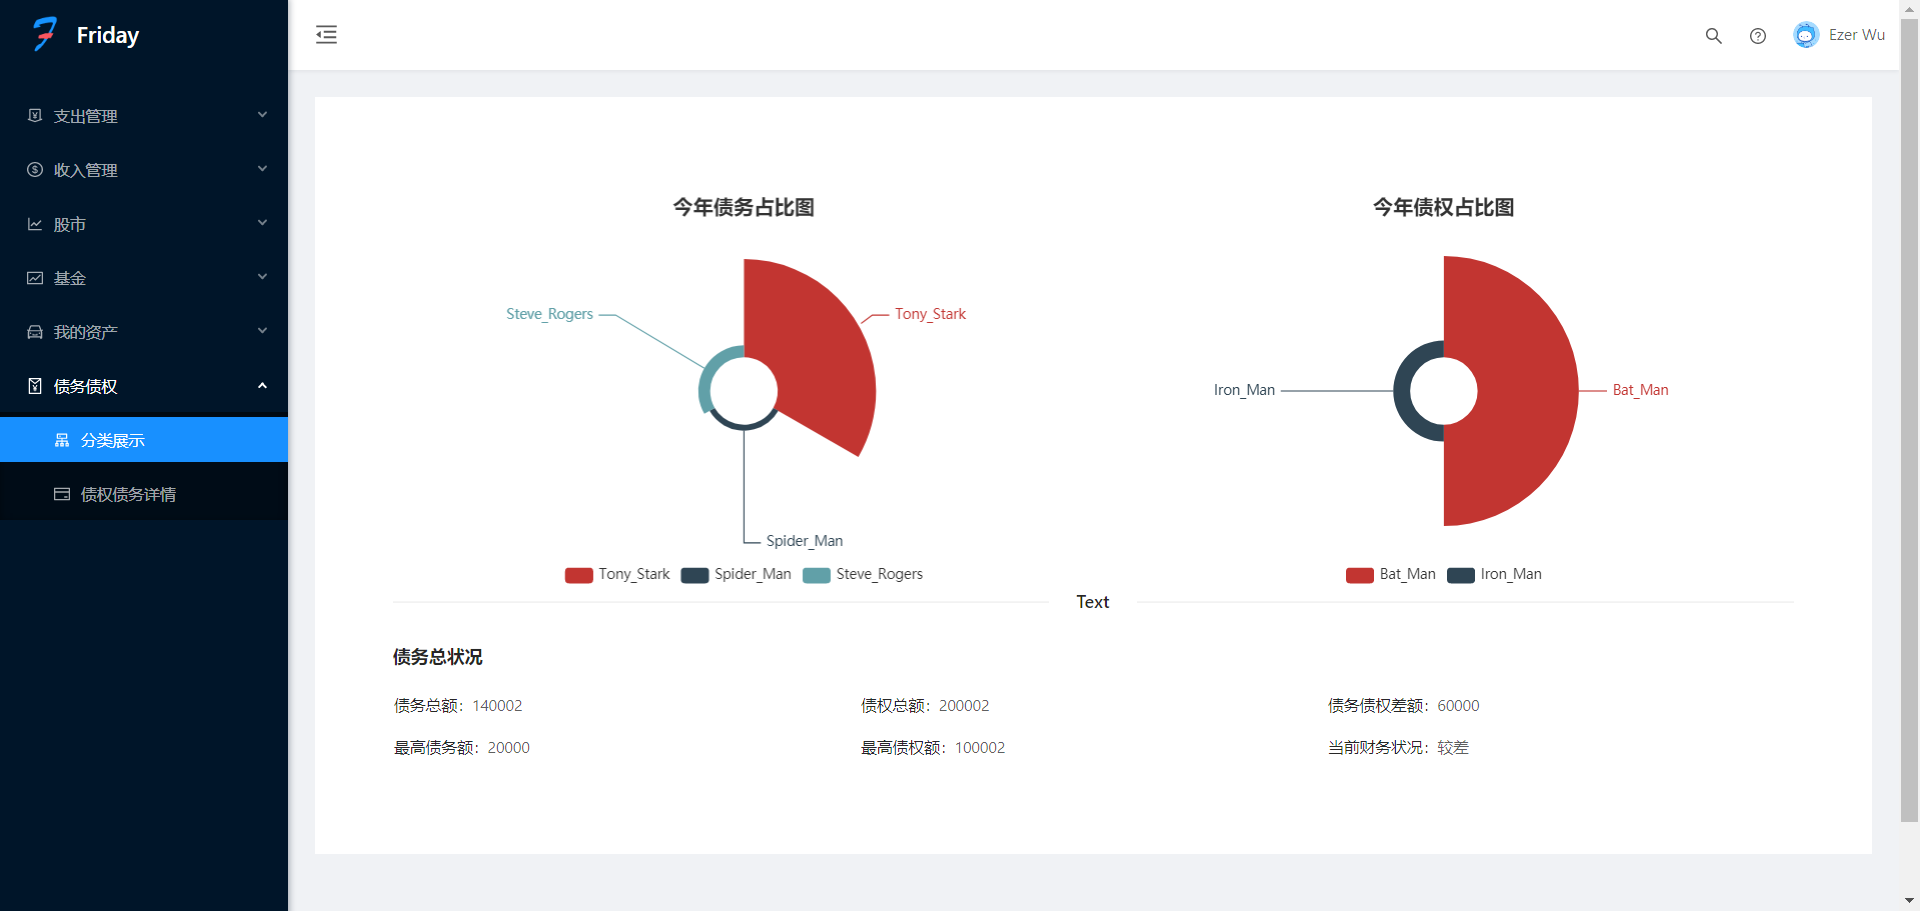 Friday
Ezer Wu
支出管理
收入管理
股市
基金
我的资产
债务债权
分类展示
债权债务详情
今年债务占比图
Steve_Rogers
Tony_Stark
Spider_Man
Tony_Stark Spider_Man Steve_Rogers
今年债权占比图
Iron_Man
Bat_Man
Bat_Man Iron_Man
Text
债务总状况
债务总额：140002 债权总额：200002 债务债权差额：60000
最高债务额：20000 最高债权额：100002 当前财务状况：较差